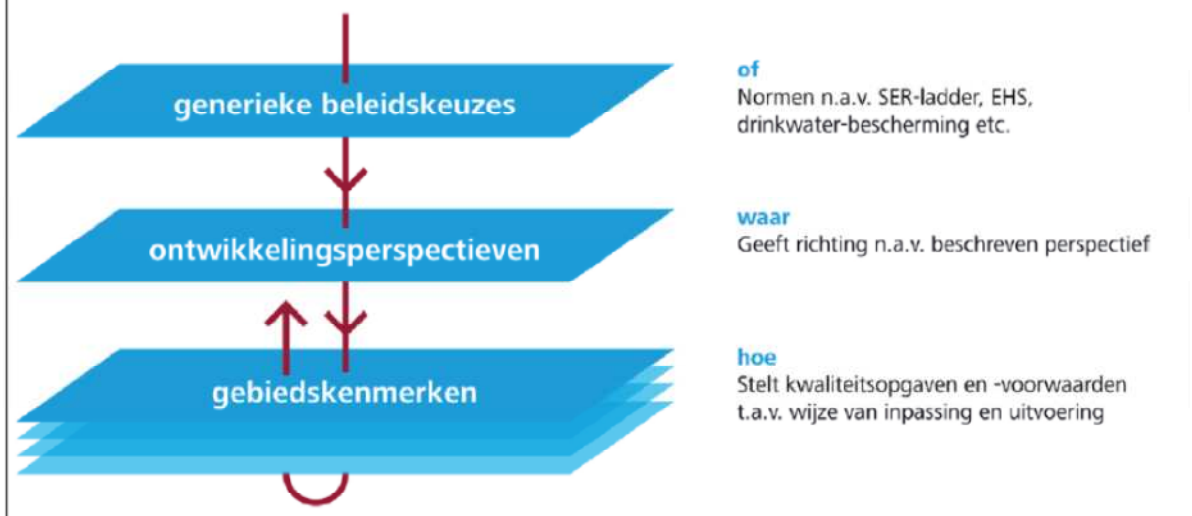 generieke beleidskeuzes
of
Normen n.a.v. SER-ladder, EHS,
drinkwater-bescherming etc.
ontwikkelingsperspectieven
waar
Geeft richting n.a.v. beschreven perspectief
gebiedskenmerken
hoe
Stelt kwaliteitsopgaven en -voorwaarden
t.a.v. wijze van inpassing en uitvoering